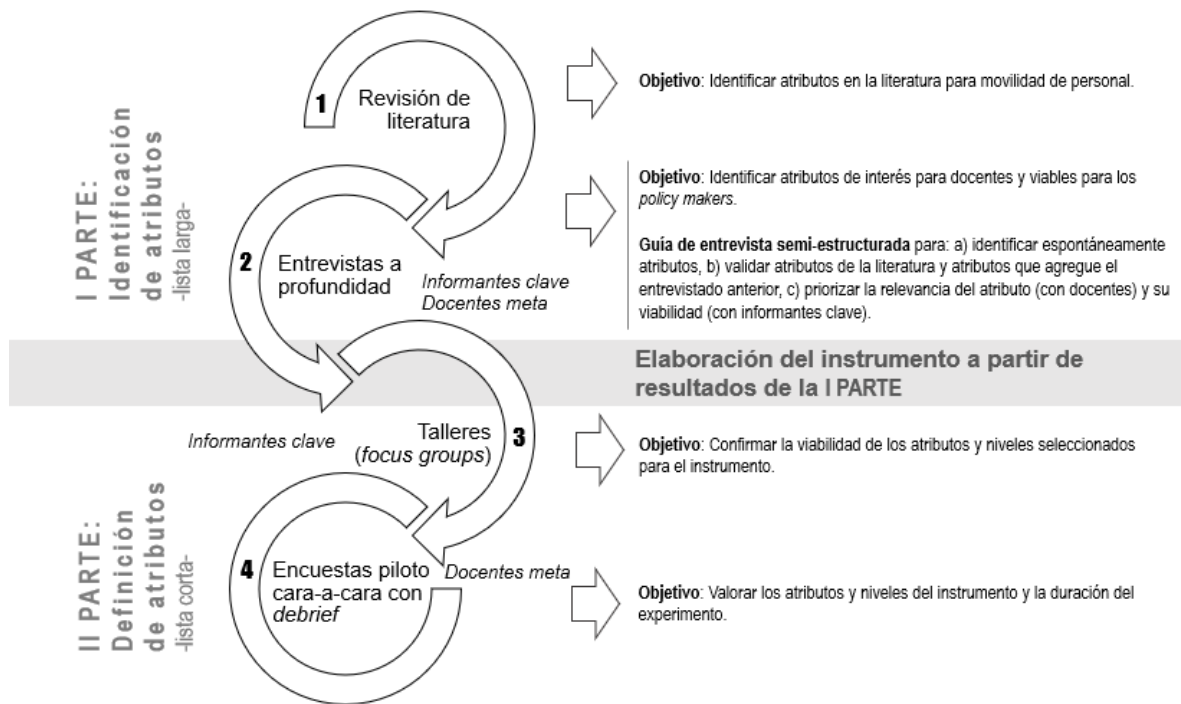 I PARTE:
Identificación
de atributos
-lista larga-
1
Revisión de
literatura
Objetivo: Identificar atributos en la literatura para movilidad de personal.
2
Entrevistas a
profundidad
Informantes clave
Docentes meta
Objetivo: Identificar atributos de interés para docentes y viables para los
policy makers.
Guía de entrevista semi-estructurada para: a) identificar espontáneamente
atributos, b) validar atributos de la literatura y atributos que agregue el
entrevistado anterior, c) priorizar la relevancia del atributo (con docentes) y su
viabilidad (con informantes clave).
Elaboración del instrumento a partir de
resultados de la I PARTE
II PARTE:
Definición
de atributos
-lista corta-
Informantes clave
Talleres
(focus groups)
3
Objetivo: Confirmar la viabilidad de los atributos y niveles seleccionados
para el instrumento.
4
Encuestas piloto
cara-a-cara con
debrief
Docentes meta
Objetivo: Valorar los atributos y niveles del instrumento y la duración del
experimento.